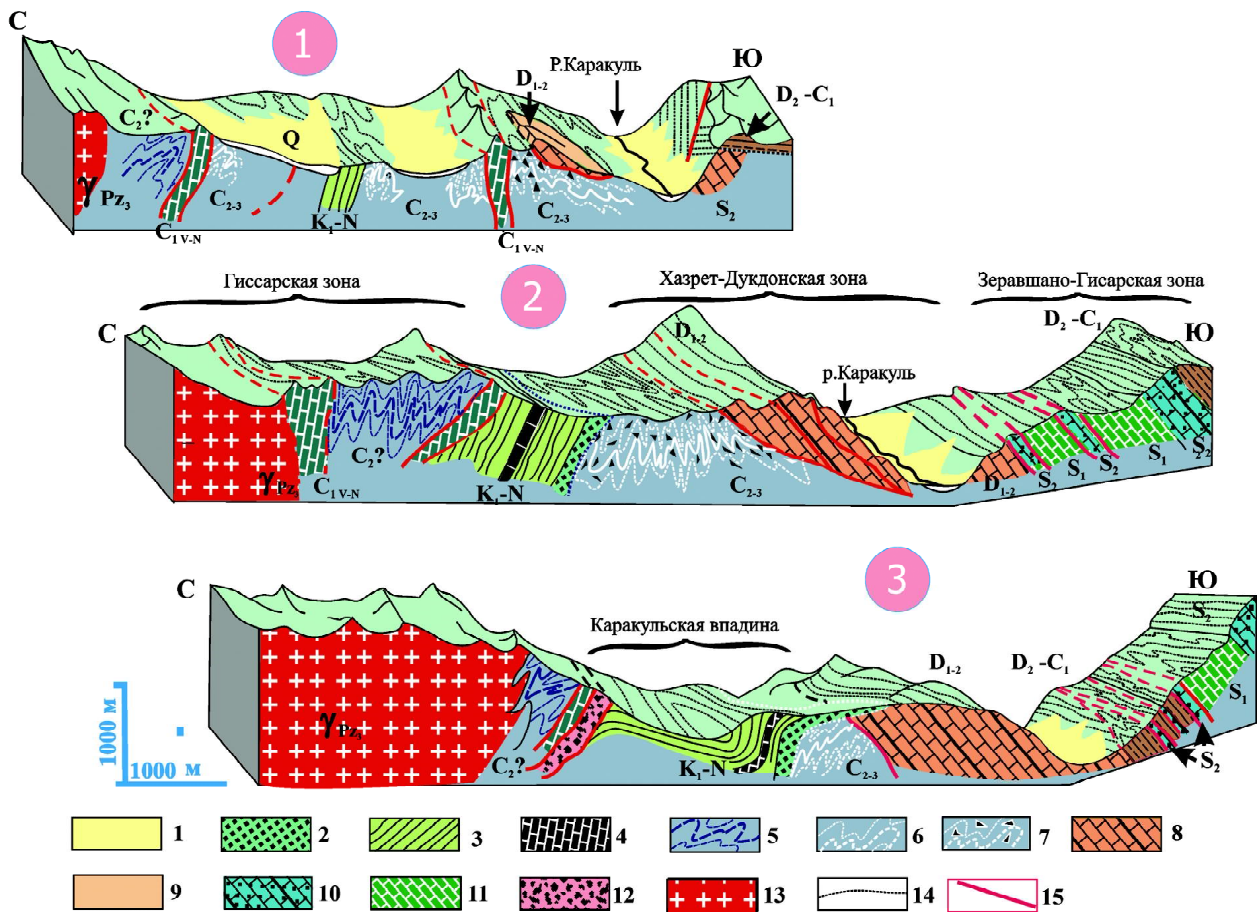 С
1
Р.Каракуль
Ю
D1-2
D2 -C1
C2?
Q
γ Pz3
C2-3
C2-3
C2-3
S2
K1-N
C1 V-N
C1 V-N
2
Гиссарская зона
Хазрет-Дукдонская зона
Зеравшано-Гисарская зона
С
D1-2
р.Каракуль
D2 -C1
Ю
C2?
γ Pz3
C1 V-N
K1-N
C2-3
D1-2
S2
S1
S2
S1
S2
3
С
Ю
S2
Каракульская впадина
D1-2
D2 -C1
S1
γ Pz3
C2?
K1-N
C2-3
S2
1000 м
1000 м
1 2 3 4 5 6 7 8
9 10 11 12 13 14 15